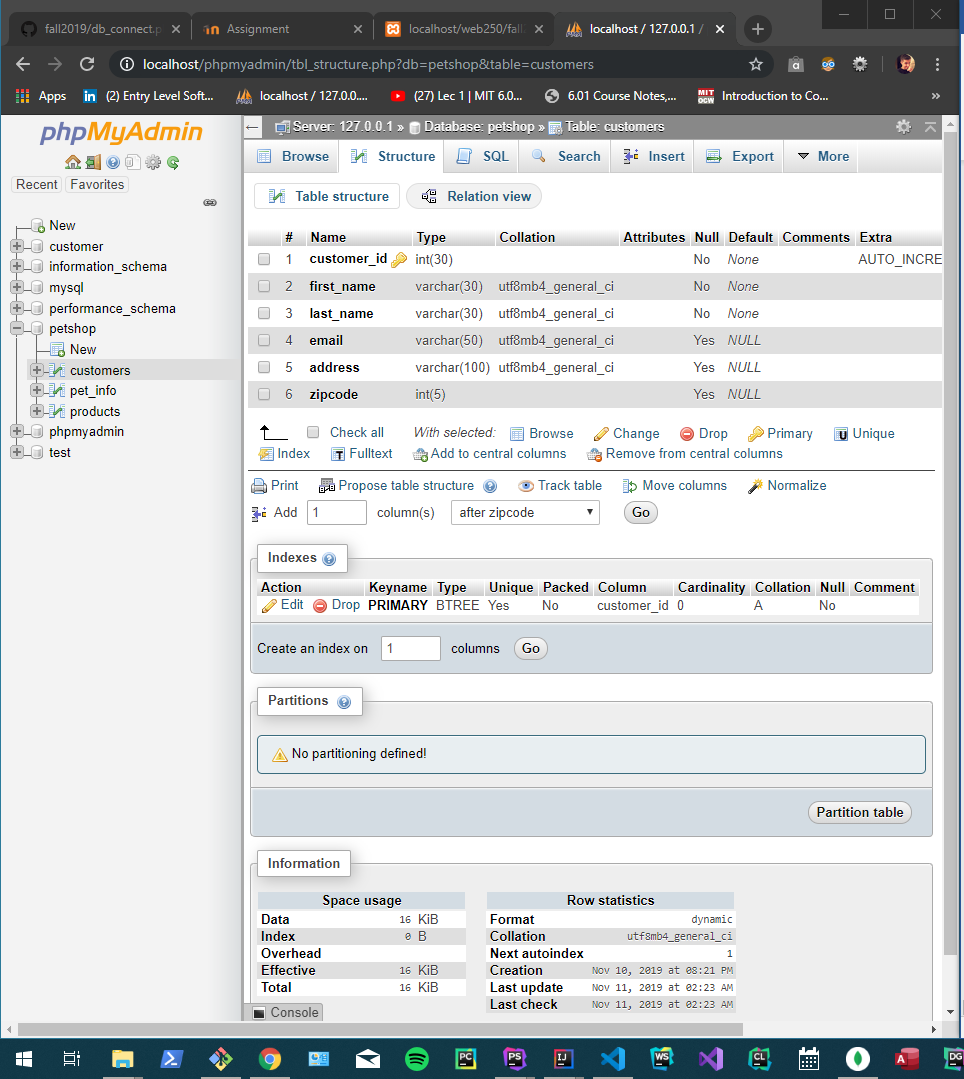 fall2019/db_connect.p
Assignment
localhost/web250/fall
localhost / 127.0.0.1 /
localhost/phpmyadmin/tbl_structure.php?db=petshop&table=customers
Apps
(2) Entry Level Soft...
localhost / 127.0.0....
(27) Lec 1 | MIT 6.0...
6.01 Course Notes,...
MIT OCW
Introduction to Co...
»
phpMyAdmin
Recent
Favorites
New
customer
information_schema
mysql
performance_schema
petshop
New
customers
pet_info
products
phpmyadmin
test
Server: 127.0.0.1 » Database: petshop » Table: customers
Browse Structure SQL Search Insert Export More
Table structure Relation view
# Name Type Collation Attributes Null Default Comments Extra
1 customer_id int(30) No None AUTO_INCRE
2 first_name varchar(30) utf8mb4_general_ci No None
3 last_name varchar(30) utf8mb4_general_ci No None
4 email varchar(50) utf8mb4_general_ci Yes NULL
5 address varchar(100) utf8mb4_general_ci Yes NULL
6 zipcode int(5) Yes NULL
Check all With selected: Browse Change Drop Primary Unique
Index Fulltext Add to central columns Remove from central columns
Print Propose table structure Track table Move columns Normalize
Add 1 column(s) after zipcode Go
Indexes
Action Keyname Type Unique Packed Column Cardinality Collation Null Comment
Edit Drop PRIMARY BTREE Yes No customer_id 0 A No
Create an index on 1 columns Go
Partitions
No partitioning defined!
Partition table
Information
Space usage
Data 16 KiB
Index 0 B
Overhead
Effective 16 KiB
Total 16 KiB
Row statistics
Format dynamic
Collation utf8mb4_general_ci
Next autoindex 1
Creation Nov 10, 2019 at 08:21 PM
Last update Nov 11, 2019 at 02:23 AM
Last check Nov 11, 2019 at 02:23 AM
Console
PC
PS
IJ
WS
CL
A
DG